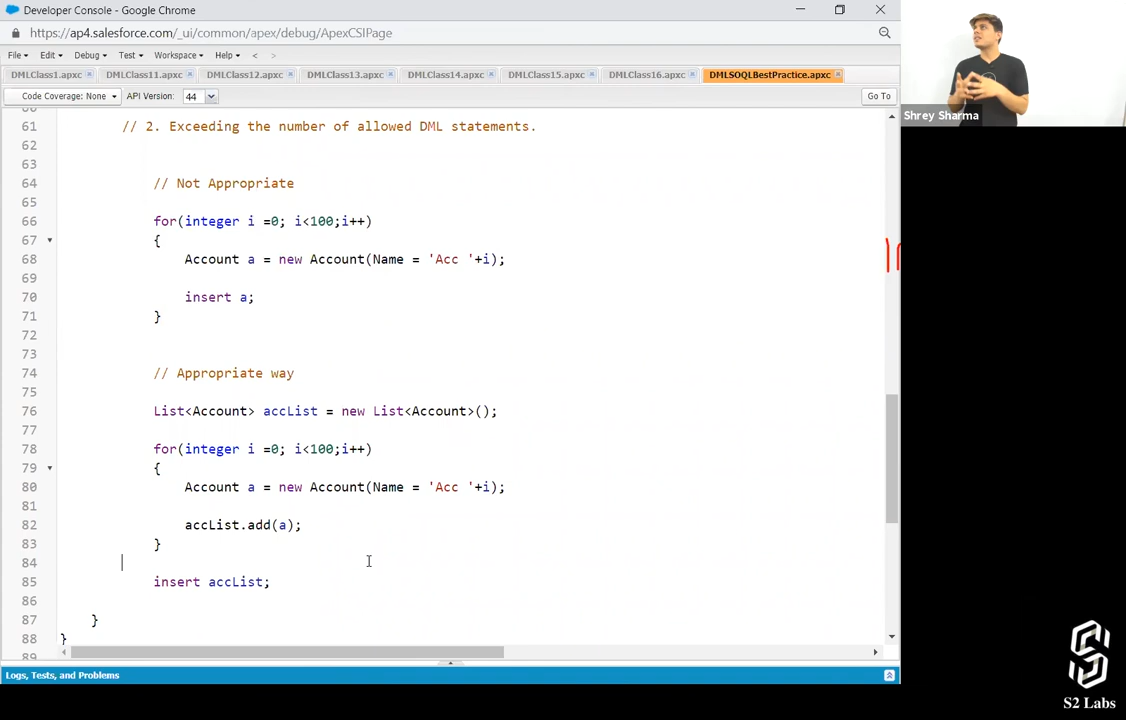 Developer Console - Google Chrome
https://ap4.salesforce.com/_ui/common/apex/debug/ApexCSIPage
File Edit Debug Test Workspace Help < >
DMLClass1.apxc DMLClass11.apxc DMLClass12.apxc DMLClass13.apxc DMLClass14.apxc DMLClass15.apxc DMLClass16.apxc DMLSOQLBestPractice.apxc
Code Coverage: None API Version: 44 Go To
Shrey Sharma
60
61 // 2. Exceeding the number of allowed DML statements.
62
63
64 // Not Appropriate
65
66 for(integer i =0; i<100;i++)
67 {
68 Account a = new Account(Name = 'Acc '+i);
69
70 insert a;
71 }
72
73
74 // Appropriate way
75
76 List<Account> accList = new List<Account>();
77
78 for(integer i =0; i<100;i++)
79 {
80 Account a = new Account(Name = 'Acc '+i);
81
82 accList.add(a);
83 }
84
85 insert accList;
86
87 }
88 }
89
Logs, Tests, and Problems
S2 Labs